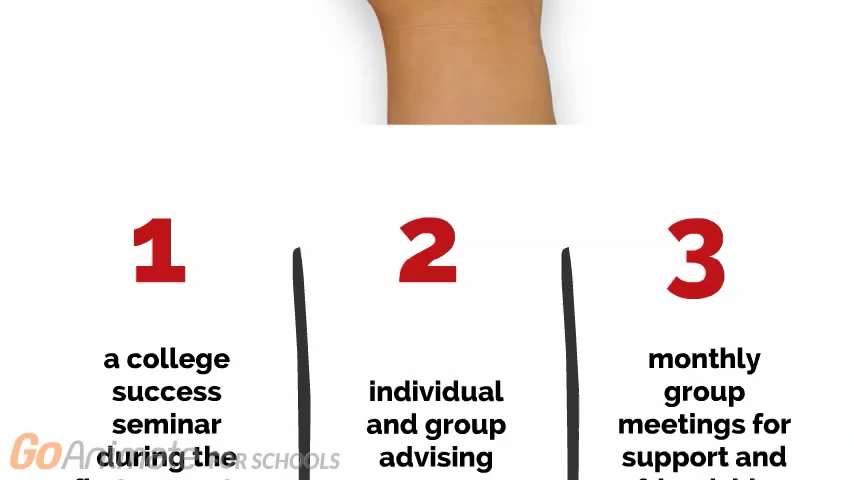 1
a college
success
seminar
during the
2
individual
and group
advising
3
monthly
group
meetings for
support and
GoAnimate FOR SCHOOLS